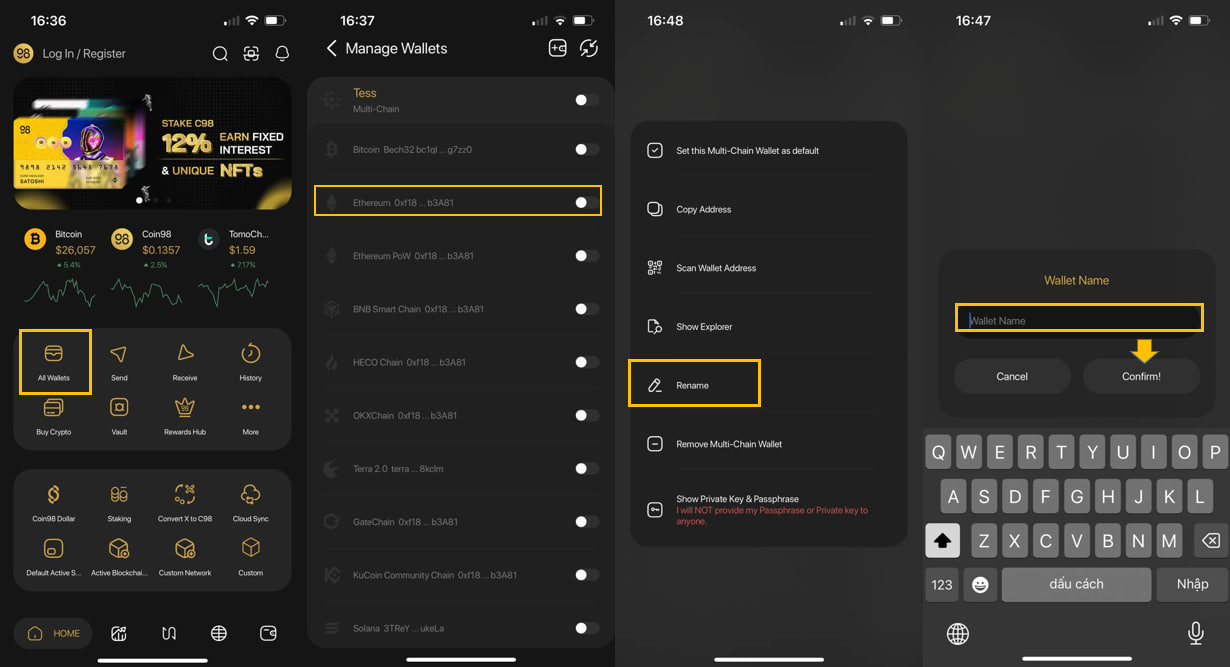 16:36
98 Log In / Register
98
9898 2142 5645 7678
SATOSHI
STAKE C98
12% EARN FIXED
INTEREST
& UNIQUE NFTs
Bitcoin
$26,057
5.4%
98
Coin98
$0.1357
2.5%
TomoCh...
$1.59
7.17%
All Wallets
Send
Receive
History
Buy Crypto
Vault
Rewards Hub
More
Coin98 Dollar
Staking
Convert X to C98
Cloud Sync
Default Active S...
Active Blockchai...
Custom Network
Custom
HOME
16:37
Manage Wallets
Tess
Multi-Chain
Bitcoin Bech32 bc1ql ... g7zz0
Ethereum 0xf18 ... b3A81
Ethereum PoW 0xf18 ... b3A81
BNB Smart Chain 0xf18 ... b3A81
HECO Chain 0xf18 ... b3A81
OKXChain 0xf18 ... b3A81
Terra 2.0 terra ... 8kclm
GateChain 0xf18 ... b3A81
KuCoin Community Chain 0xf18 ... b3A81
Solana 3TReY ... ukeLa
16:48
Set this Multi-Chain Wallet as default
Copy Address
Scan Wallet Address
Show Explorer
Rename
Remove Multi-Chain Wallet
Show Private Key & Passphrase
I will NOT provide my Passphrase or Private key to
anyone.
16:47
Wallet Name
Wallet Name
Cancel
Confirm!
Q W E R T Y U I O P
A S D F G H J K L
Z X C V B N M
123 dấu cách Nhập